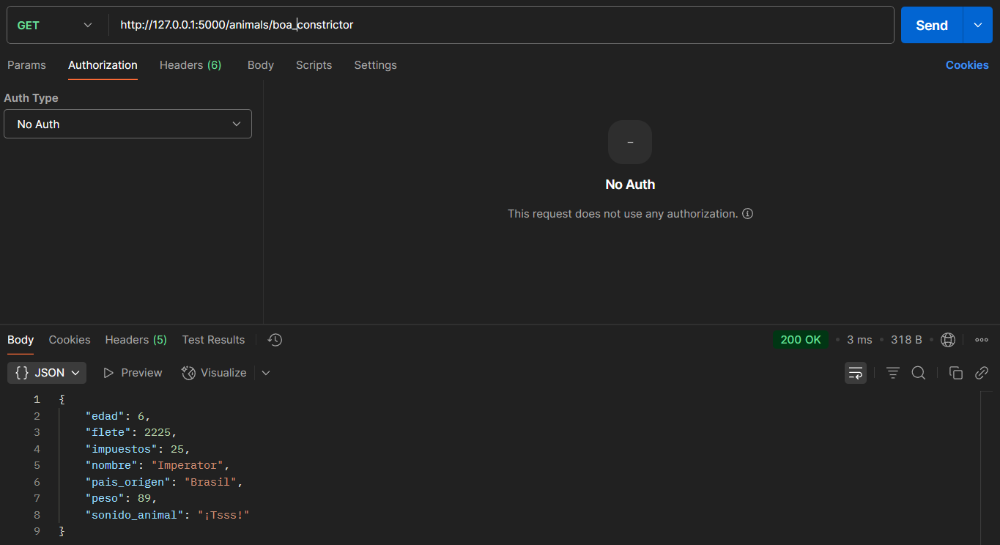 GET http://127.0.0.1:5000/animals/boa_constrictor Send
Params Authorization Headers (6) Body Scripts Settings Cookies
Auth Type
No Auth
No Auth
This request does not use any authorization.
Body Cookies Headers (5) Test Results 200 OK 3 ms 318 B
{} JSON Preview Visualize
1 {
2 "edad": 6,
3 "flete": 2225,
4 "impuestos": 25,
5 "nombre": "Imperator",
6 "pais_origen": "Brasil",
7 "peso": 89,
8 "sonido_animal": "¡Tsss!"
9 }